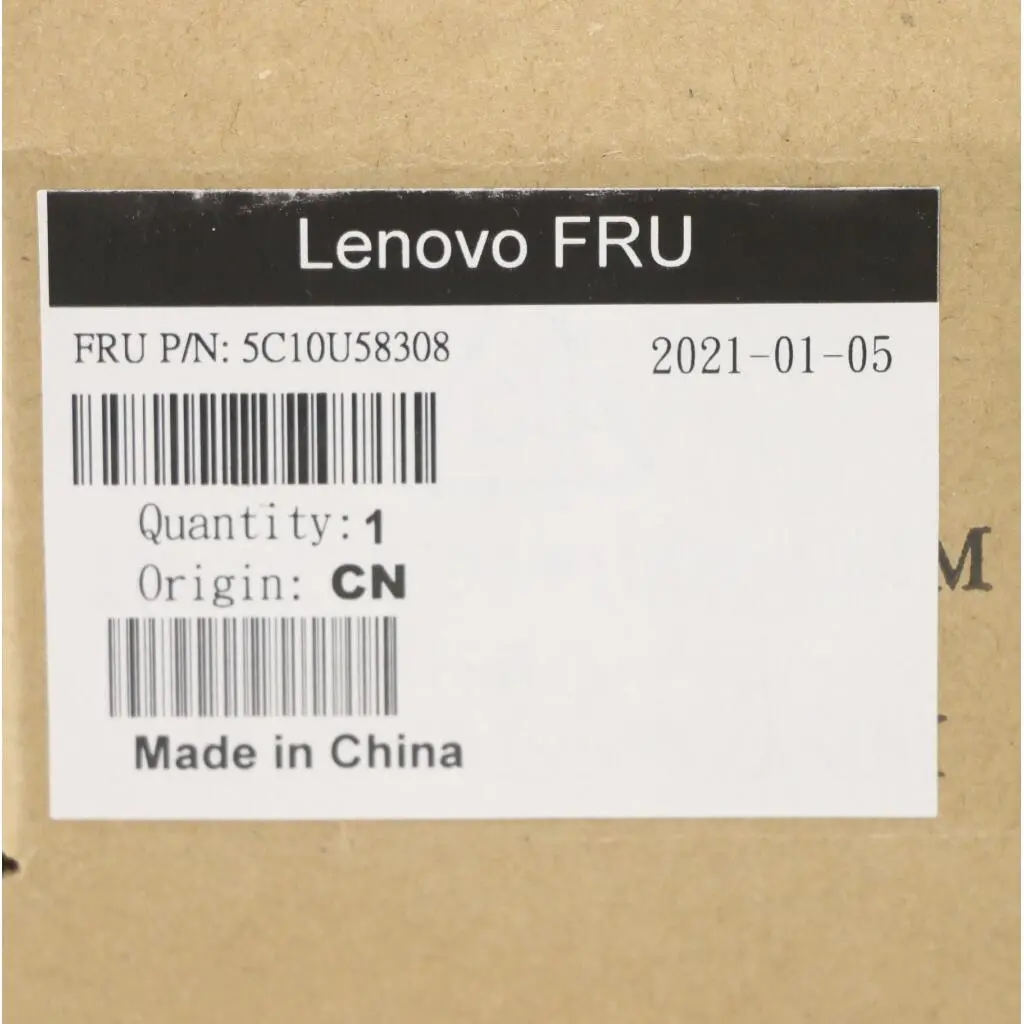 Lenovo FRU
FRU P/N: 5C10U58308
2021-01-05
Quantity: 1
Origin: CN
Made in China
M